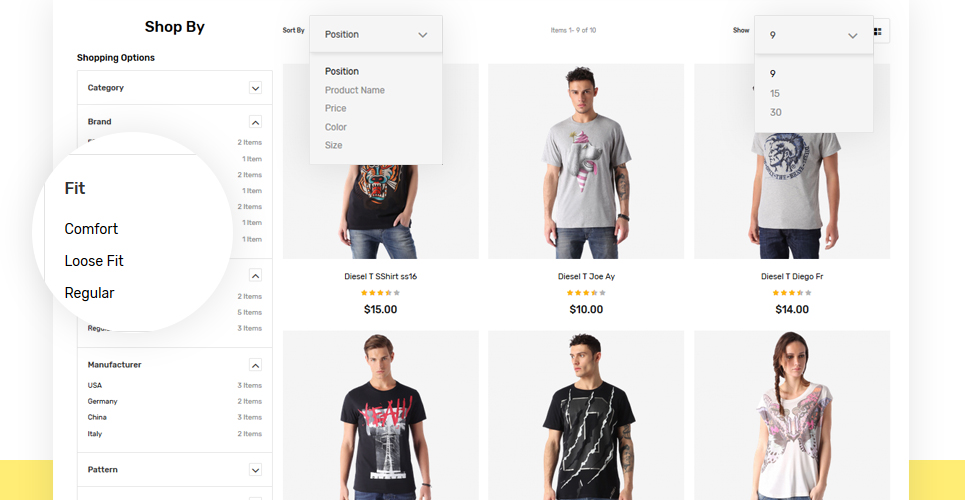 Shop By
Shopping Options
Category
Brand
2 Items
1 Item
2 Items
1 Item
2 Items
1 Item
1 Item
Fit
Comfort
Loose Fit
Regular
2 Items
5 Items
3 Items
Manufacturer
USA 3 Items
Germany 2 Items
China 3 Items
Italy 2 Items
Pattern
Sort By Position
Position
Product Name
Price
Color
Size
Items 1- 9 of 10
Show 9
9
15
30
Diesel T SShirt ss16
$15.00
Diesel T Joe Ay
$10.00
Diesel T Diego Fr
$14.00